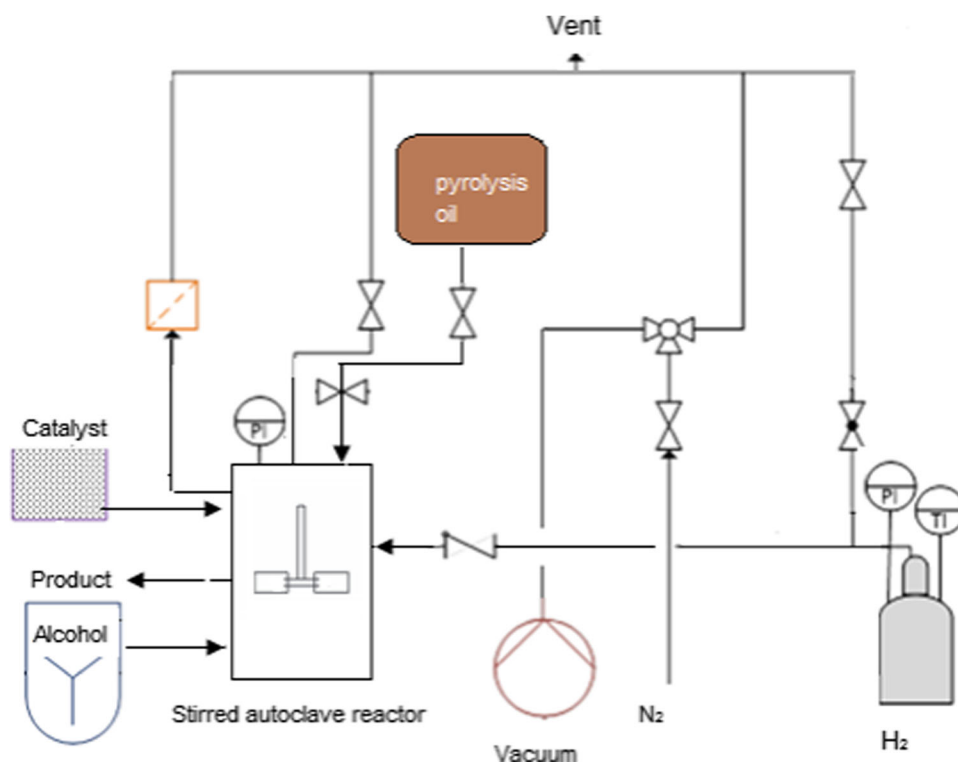 Vent
pyrolysis
oil
Catalyst
PI
PI
TI
Product
Alcohol
Stirred autoclave reactor
N₂
H₂
Vacuum